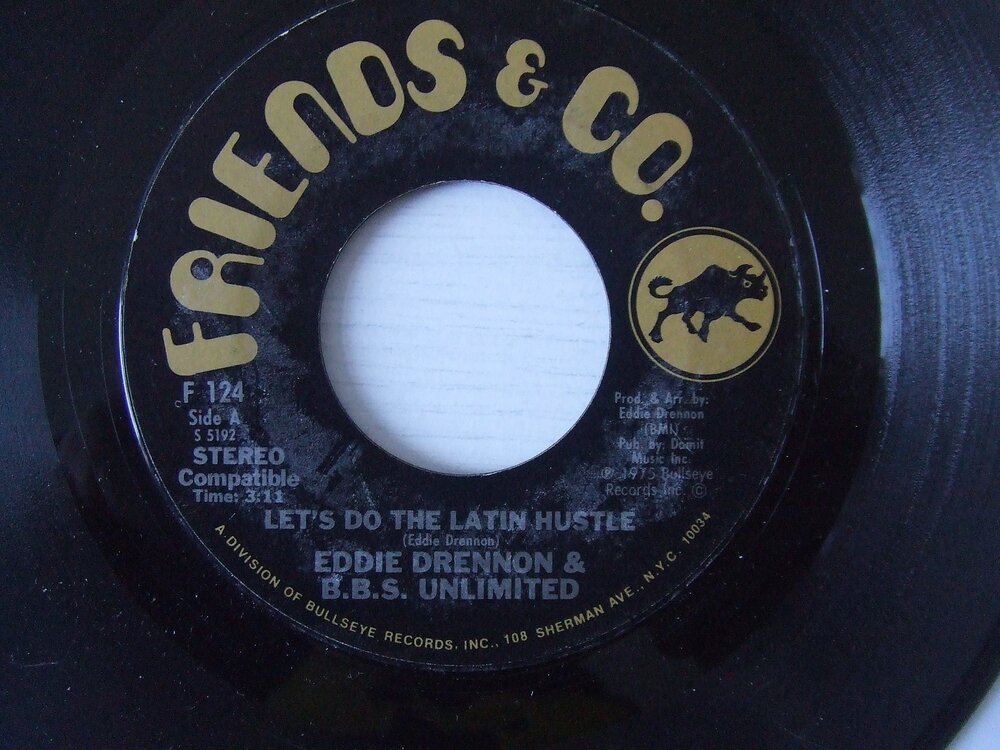 FRIENDS & CO.
F 124
Side A
S 5192
STEREO
Compatible
Time: 3:11
Prod. & Arr. by:
Eddie Drennon
(BMI)
Pub. by: Damit
Music Inc.
℗ 1975 Bullseye
Records Inc. ©
LET'S DO THE LATIN HUSTLE
(Eddie Drennon)
EDDIE DRENNON &
B.B.S. UNLIMITED
A DIVISION OF BULLSEYE RECORDS, INC., 108 SHERMAN AVE., N.Y.C. 10034